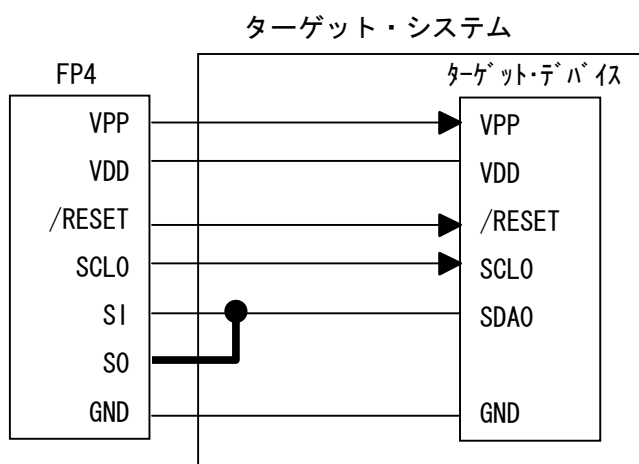 ターゲット・システム
FP4
ﾀｰｹﾞｯﾄ･ﾃﾞﾊﾞｲｽ
VPP
VDD
/RESET
SCL0
SI
SO
GND
VPP
VDD
/RESET
SCL0
SDA0
GND